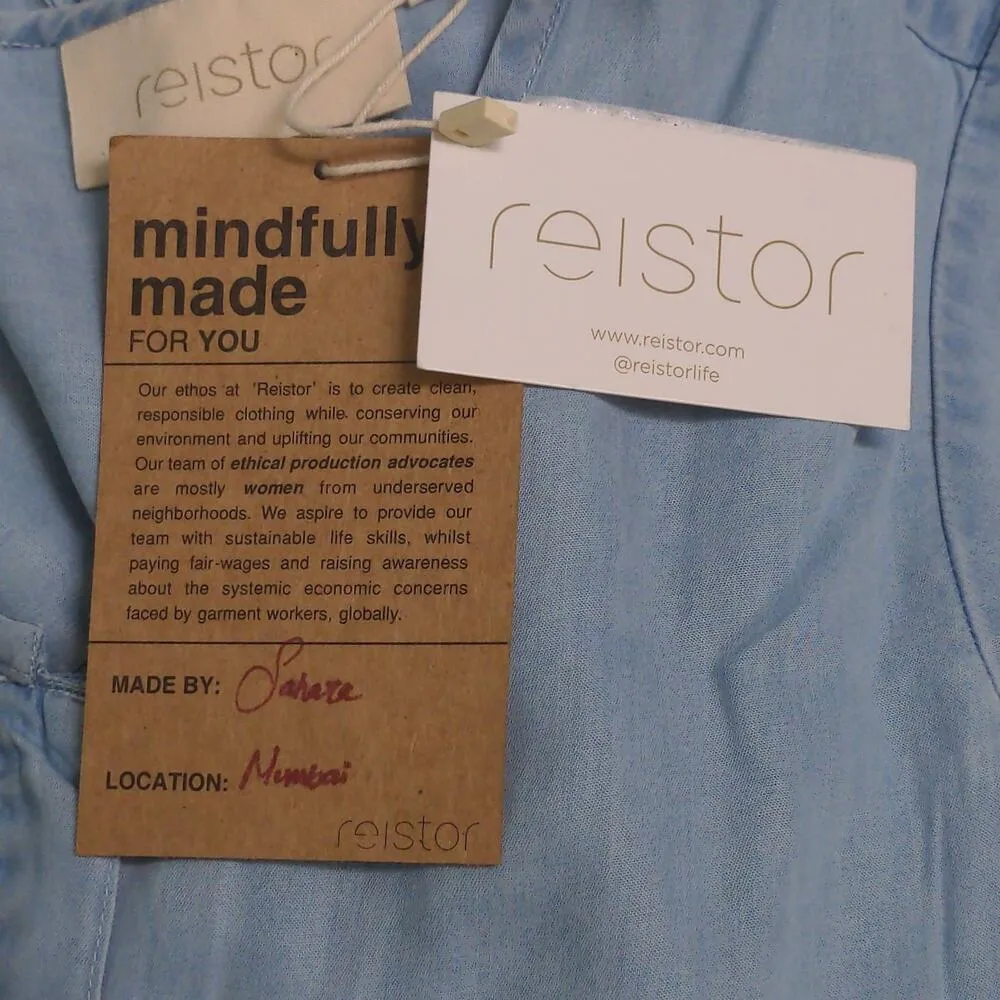 reistor
mindfully
made
FOR YOU
Our ethos at 'Reistor' is to create clean,
responsible clothing while conserving our
environment and uplifting our communities.
Our team of ethical production advocates
are mostly women from underserved
neighborhoods. We aspire to provide our
team with sustainable life skills, whilst
paying fair-wages and raising awareness
about the systemic economic concerns
faced by garment workers, globally.
MADE BY: Sahara
LOCATION: Mumbai
reistor
reistor
www.reistor.com
@reistorlife